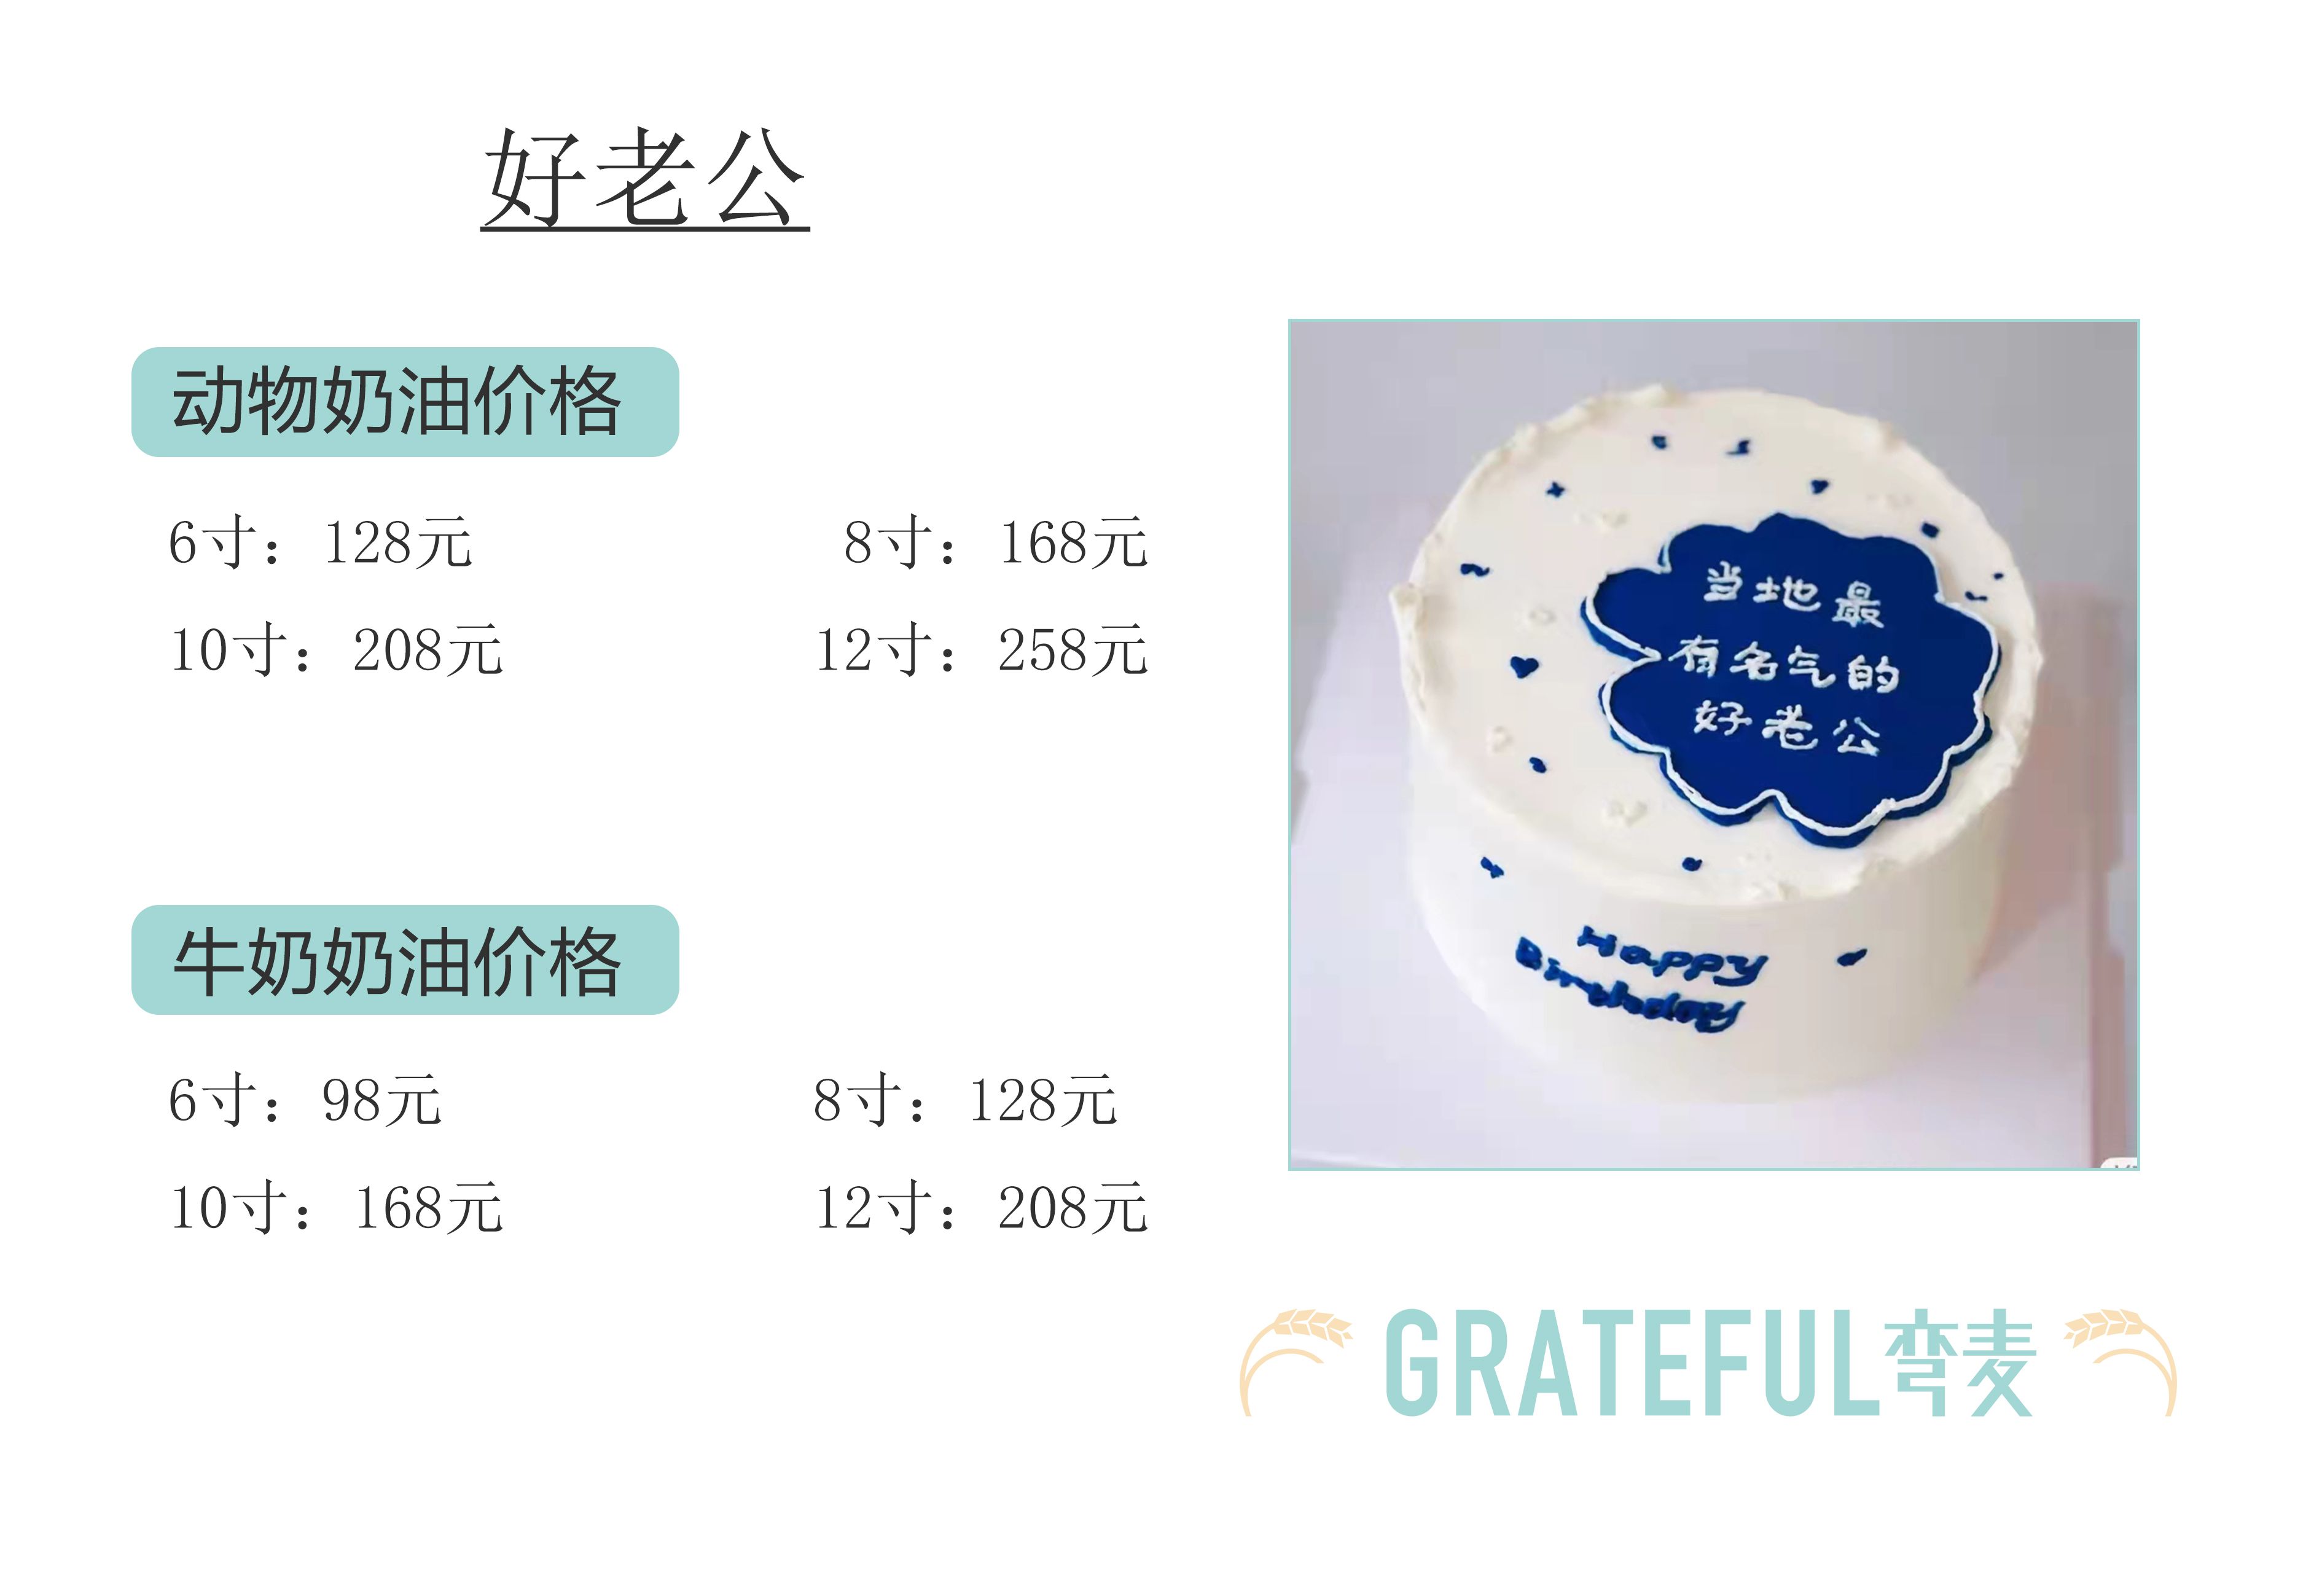 好老公
动物奶油价格
6寸：128元
8寸：168元
10寸：208元
12寸：258元
牛奶奶油价格
6寸：98元
8寸：128元
10寸：168元
12寸：208元
当地最
有名气的
好老公
Happy
Birthday
GRATEFUL弯麦